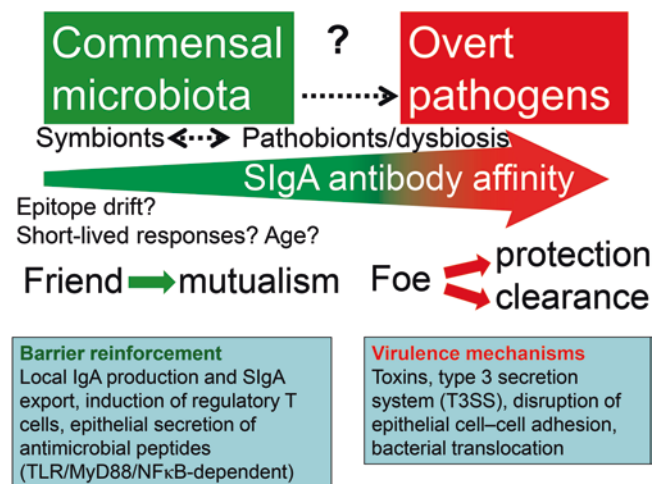 Commensal
microbiota
?
Overt
pathogens
Symbionts
Pathobionts/dysbiosis
SIgA antibody affinity
Epitope drift?
Short-lived responses? Age?
Friend
mutualism
Foe
protection
clearance
Barrier reinforcement
Local IgA production and SIgA
export, induction of regulatory T
cells, epithelial secretion of
antimicrobial peptides
(TLR/MyD88/NFκB-dependent)
Virulence mechanisms
Toxins, type 3 secretion
system (T3SS), disruption of
epithelial cell–cell adhesion,
bacterial translocation